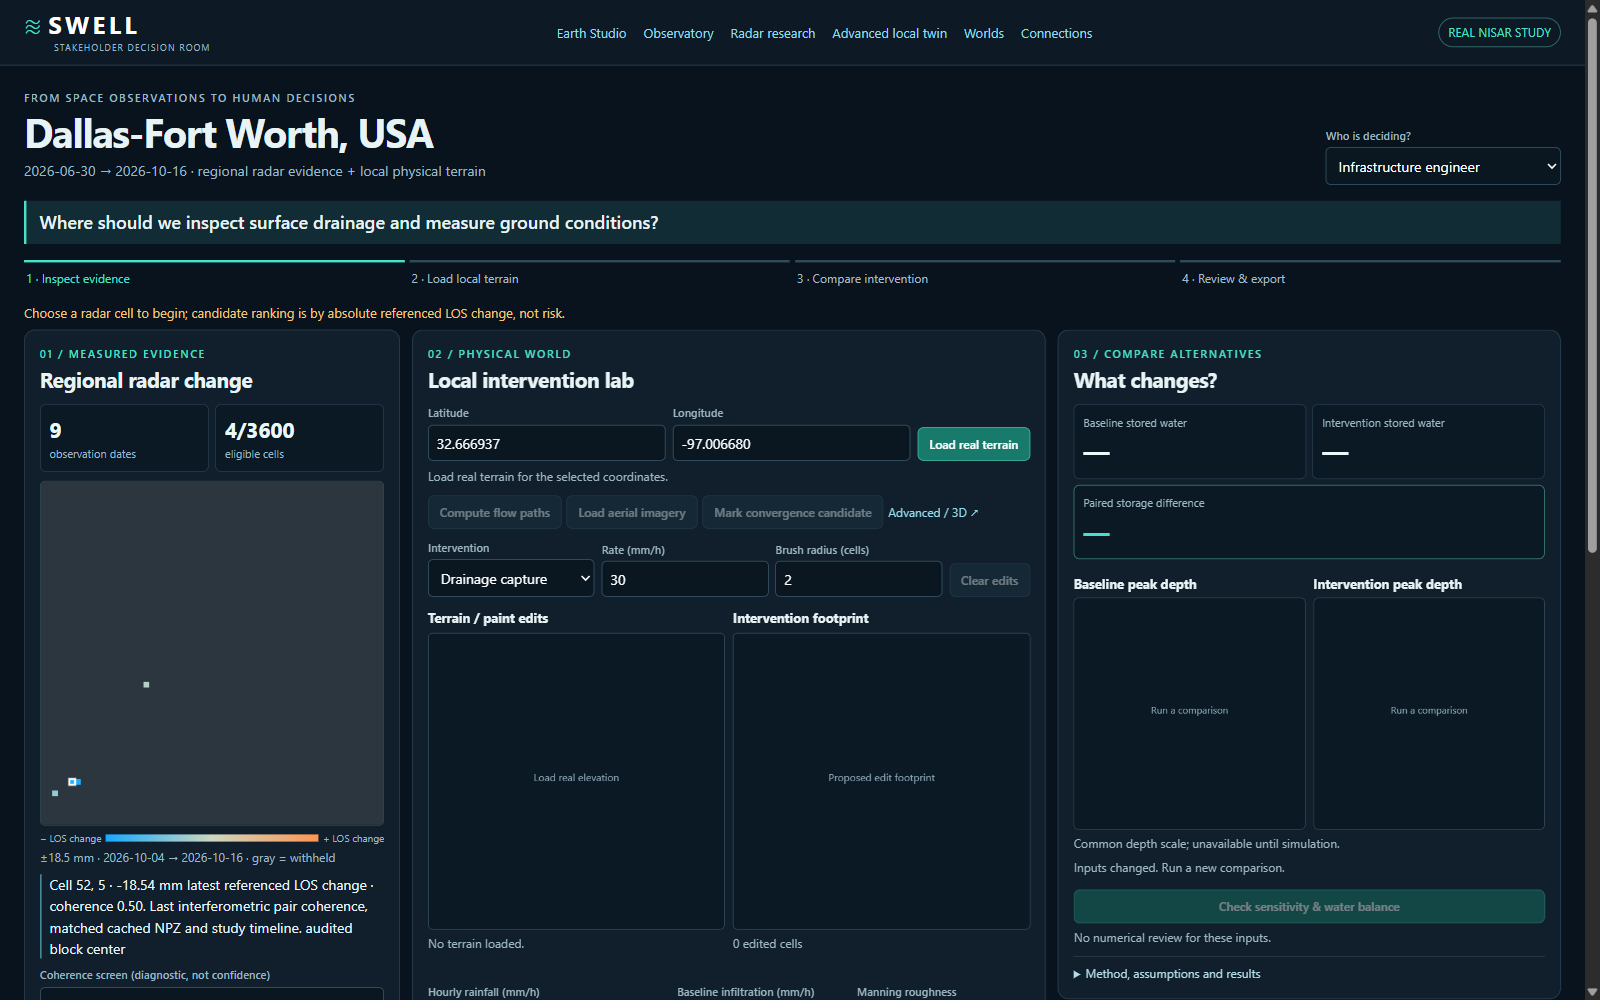 SWELL
STAKEHOLDER DECISION ROOM
Earth Studio
Observatory
Radar research
Advanced local twin
Worlds
Connections
REAL NISAR STUDY
FROM SPACE OBSERVATIONS TO HUMAN DECISIONS
Dallas-Fort Worth, USA
2026-06-30 → 2026-10-16 · regional radar evidence + local physical terrain
Who is deciding?
Infrastructure engineer
Where should we inspect surface drainage and measure ground conditions?
1 · Inspect evidence
2 · Load local terrain
3 · Compare intervention
4 · Review & export
Choose a radar cell to begin; candidate ranking is by absolute referenced LOS change, not risk.
01 / MEASURED EVIDENCE
Regional radar change
9
observation dates
4/3600
eligible cells
− LOS change
+ LOS change
±18.5 mm · 2026-10-04 → 2026-10-16 · gray = withheld
Cell 52, 5 · -18.54 mm latest referenced LOS change ·
coherence 0.50. Last interferometric pair coherence,
matched cached NPZ and study timeline. audited
block center
Coherence screen (diagnostic, not confidence)
02 / PHYSICAL WORLD
Local intervention lab
Latitude
Longitude
32.666937
-97.006680
Load real terrain
Load real terrain for the selected coordinates.
Compute flow paths
Load aerial imagery
Mark convergence candidate
Advanced / 3D ↗
Intervention
Rate (mm/h)
Brush radius (cells)
Drainage capture
30
2
Clear edits
Terrain / paint edits
Intervention footprint
Load real elevation
Proposed edit footprint
No terrain loaded.
0 edited cells
Hourly rainfall (mm/h)
Baseline infiltration (mm/h)
Manning roughness
03 / COMPARE ALTERNATIVES
What changes?
Baseline stored water
—
Intervention stored water
—
Paired storage difference
—
Baseline peak depth
Intervention peak depth
Run a comparison
Run a comparison
Common depth scale; unavailable until simulation.
Inputs changed. Run a new comparison.
Check sensitivity & water balance
No numerical review for these inputs.
▶ Method, assumptions and results